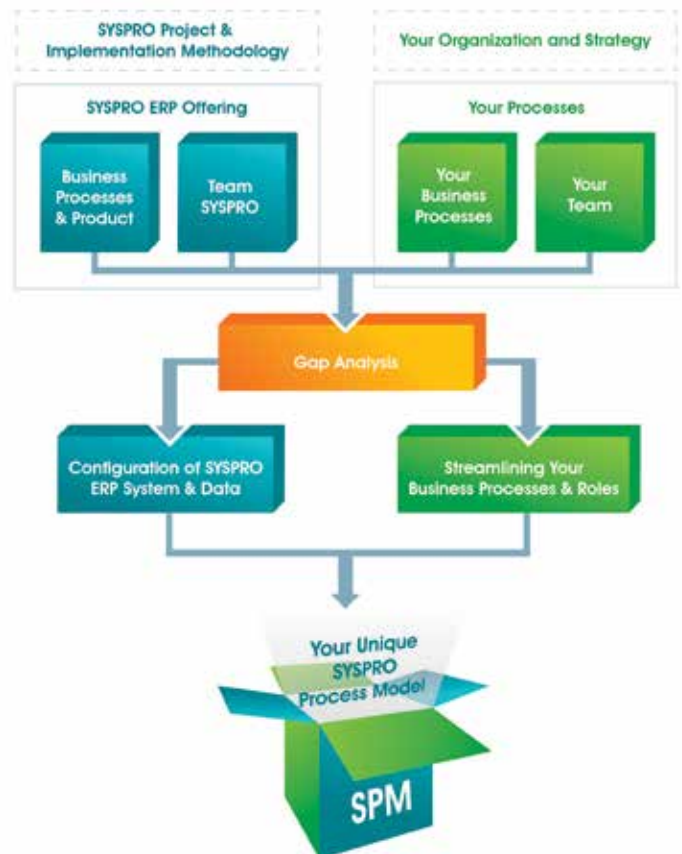 SYSPRO Project &
Implementation Methodology
Your Organization and Strategy
SYSPRO ERP Offering
Your Processes
Business
Processes
& Product
Team
SYSPRO
Your
Business
Processes
Your
Team
Gap Analysis
Configuration of SYSPRO
ERP System & Data
Streamlining Your
Business Processes & Roles
Your Unique
SYSPRO
Process Model
SPM